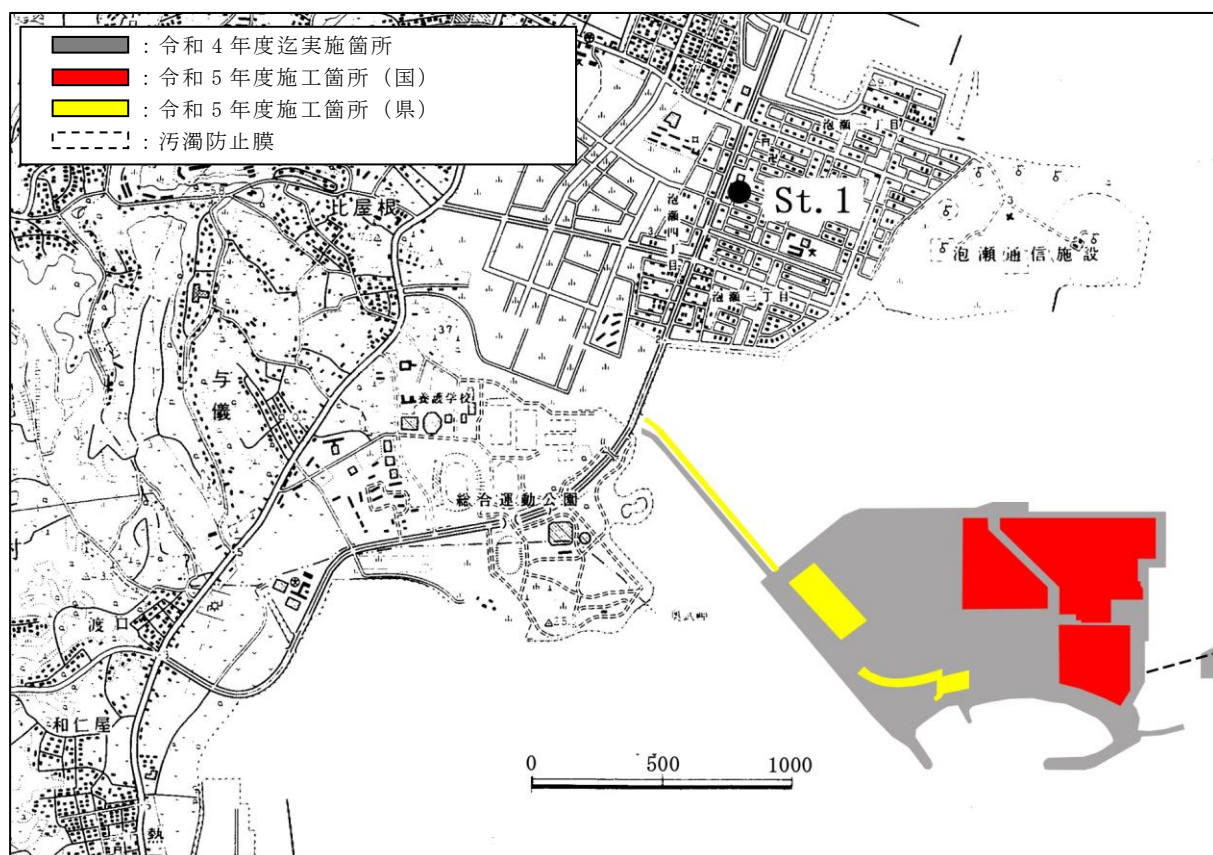 ：令和４年度迄実施箇所
：令和５年度施工箇所（国）
：令和５年度施工箇所（県）
：汚濁防止膜
泡瀬一丁目
St. 1
比屋根
泡瀬四丁目
泡瀬通信施設
泡瀬二丁目
37
与儀
養護学校
総合運動公園
渡口
25
和仁屋
熱
0 500 1000